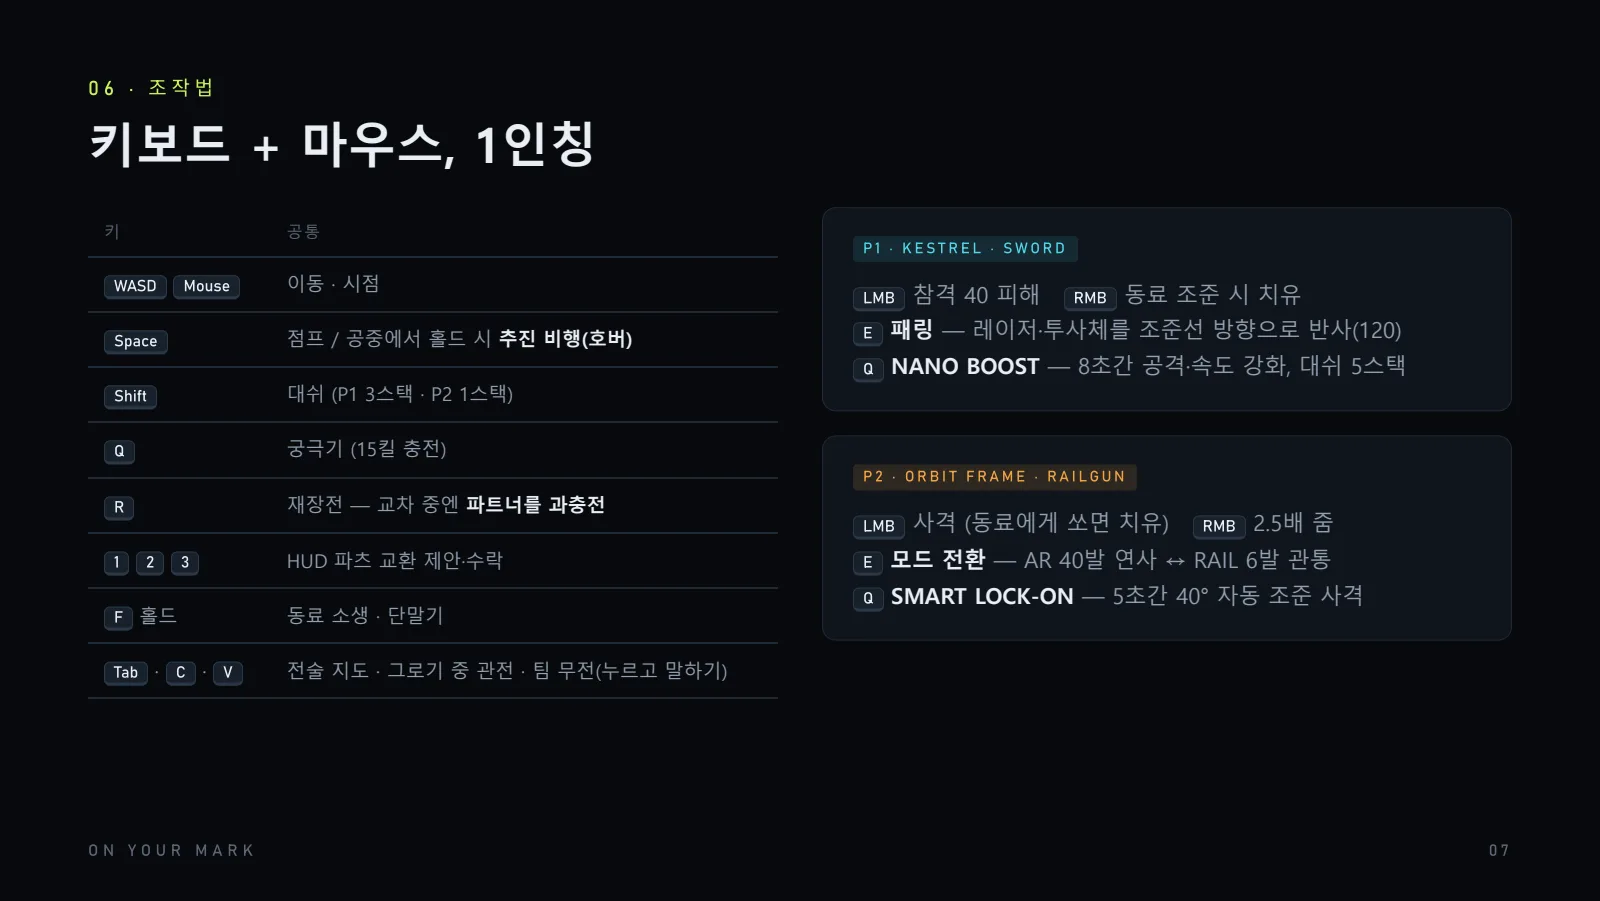 06 · 조작법
키보드 + 마우스, 1인칭
키 공통
WASD Mouse 이동 · 시점
Space 점프 / 공중에서 홀드 시 추진 비행(호버)
Shift 대쉬 (P1 3스택 · P2 1스택)
Q 궁극기 (15킬 충전)
R 재장전 — 교차 중엔 파트너를 과충전
1 2 3 HUD 파츠 교환 제안·수락
F 홀드 동료 소생 · 단말기
Tab · C · V 전술 지도 · 그로기 중 관전 · 팀 무전(누르고 말하기)
P1 · KESTREL · SWORD
LMB 참격 40 피해 RMB 동료 조준 시 치유
E 패링 — 레이저·투사체를 조준선 방향으로 반사(120)
Q NANO BOOST — 8초간 공격·속도 강화, 대쉬 5스택
P2 · ORBIT FRAME · RAILGUN
LMB 사격 (동료에게 쏘면 치유) RMB 2.5배 줌
E 모드 전환 — AR 40발 연사 ↔ RAIL 6발 관통
Q SMART LOCK-ON — 5초간 40° 자동 조준 사격
ON YOUR MARK
07